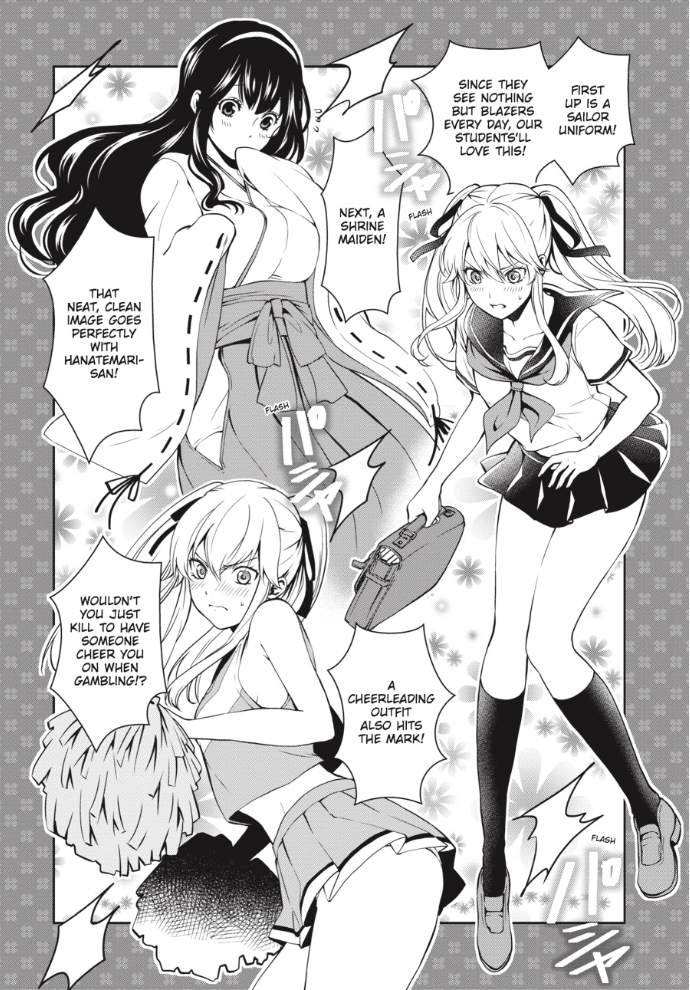 FIRST
UP IS A
SAILOR
UNIFORM!
SINCE THEY
SEE NOTHING
BUT BLAZERS
EVERY DAY, OUR
STUDENTS'LL
LOVE THIS!
パシャ
FLASH
NEXT, A
SHRINE
MAIDEN!
THAT
NEAT, CLEAN
IMAGE GOES
PERFECTLY
WITH
HANATEMARI-
SAN!
FLASH
パシャ
A
CHEERLEADING
OUTFIT
ALSO HITS
THE MARK!
WOULDN'T
YOU JUST
KILL TO HAVE
SOMEONE
CHEER YOU
ON WHEN
GAMBLING!?
FLASH
パシャ